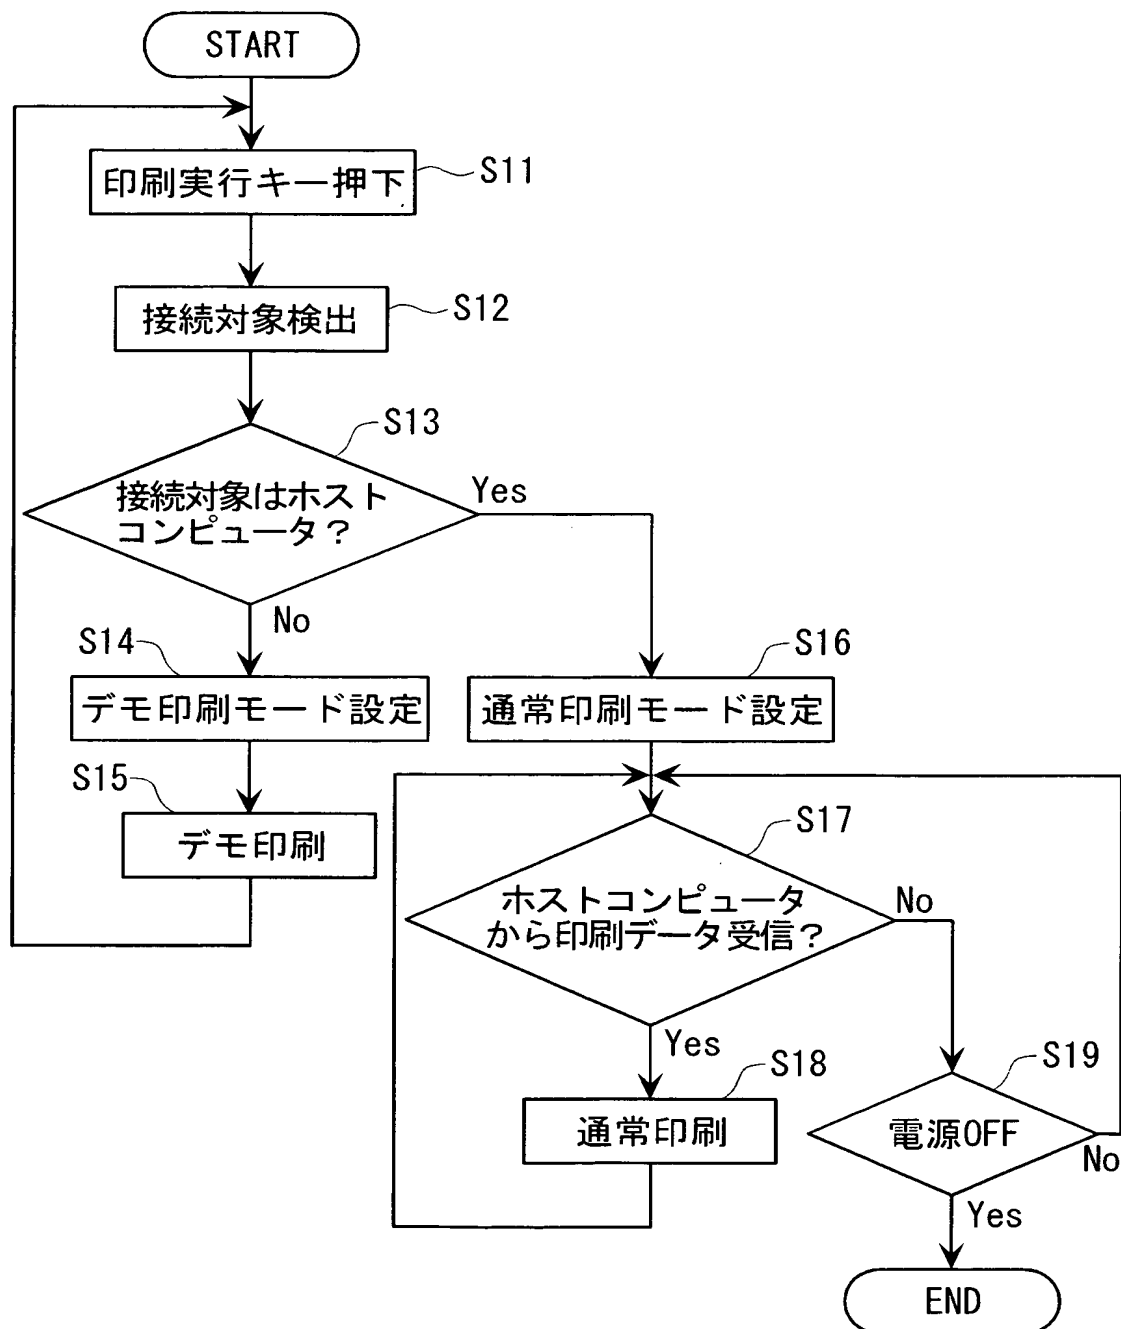 START
印刷実行キー押下
S11
接続対象検出
S12
S13
接続対象はホスト
コンピュータ？
Yes
No
S14
デモ印刷モード設定
S15
デモ印刷
S16
通常印刷モード設定
S17
ホストコンピュータ
から印刷データ受信？
No
Yes
S18
通常印刷
S19
電源OFF
No
Yes
END